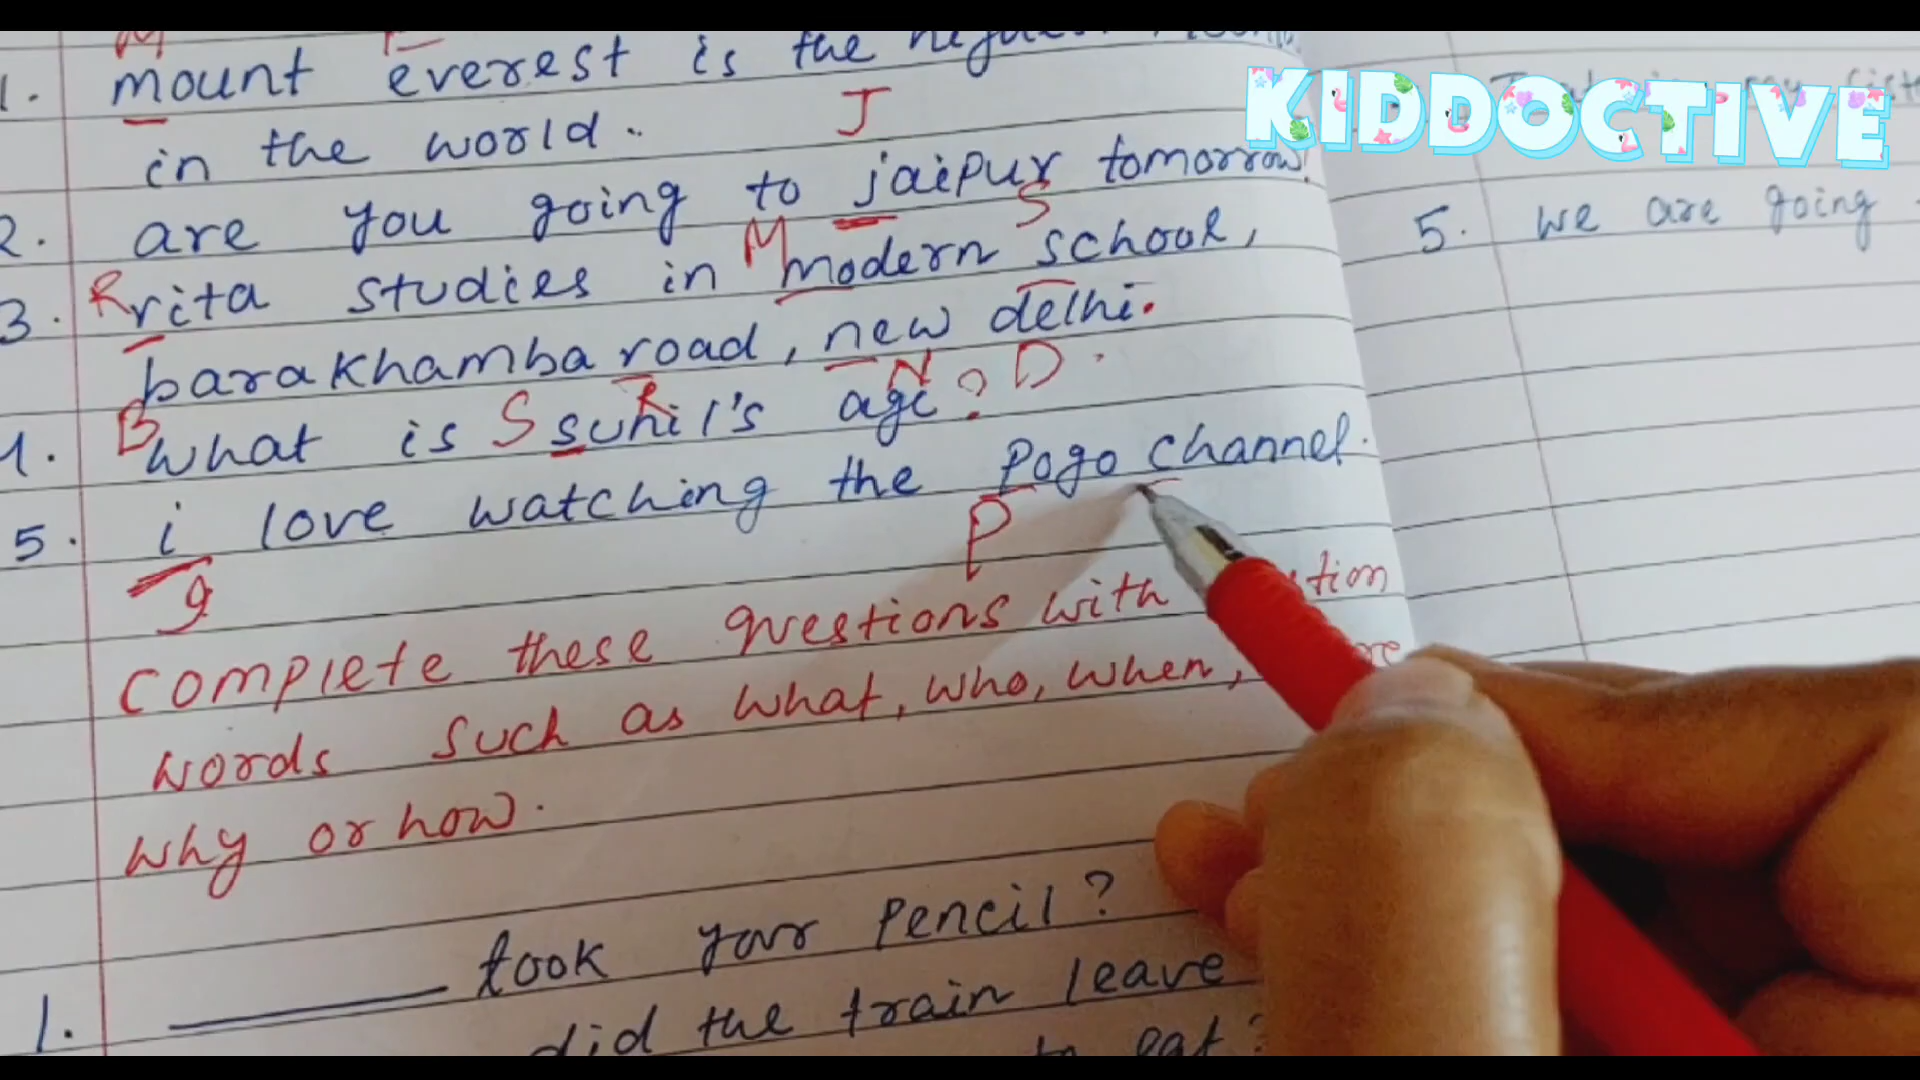 M E
1. mount everest is the
in the world.
J
KIDDOCTIVE
2. are you going to jaipur tomorrow?
M S
5. we are going
3. R rita studies in modern school,
barakhamba road, new delhi.
B R N D.
4. what is S sunil's age?
5. i love watching the pogo channel.
I P
Complete these questions with
words such as what, who, when,
why or how.
1. ________ took your pencil?
did the train leave
to eat?